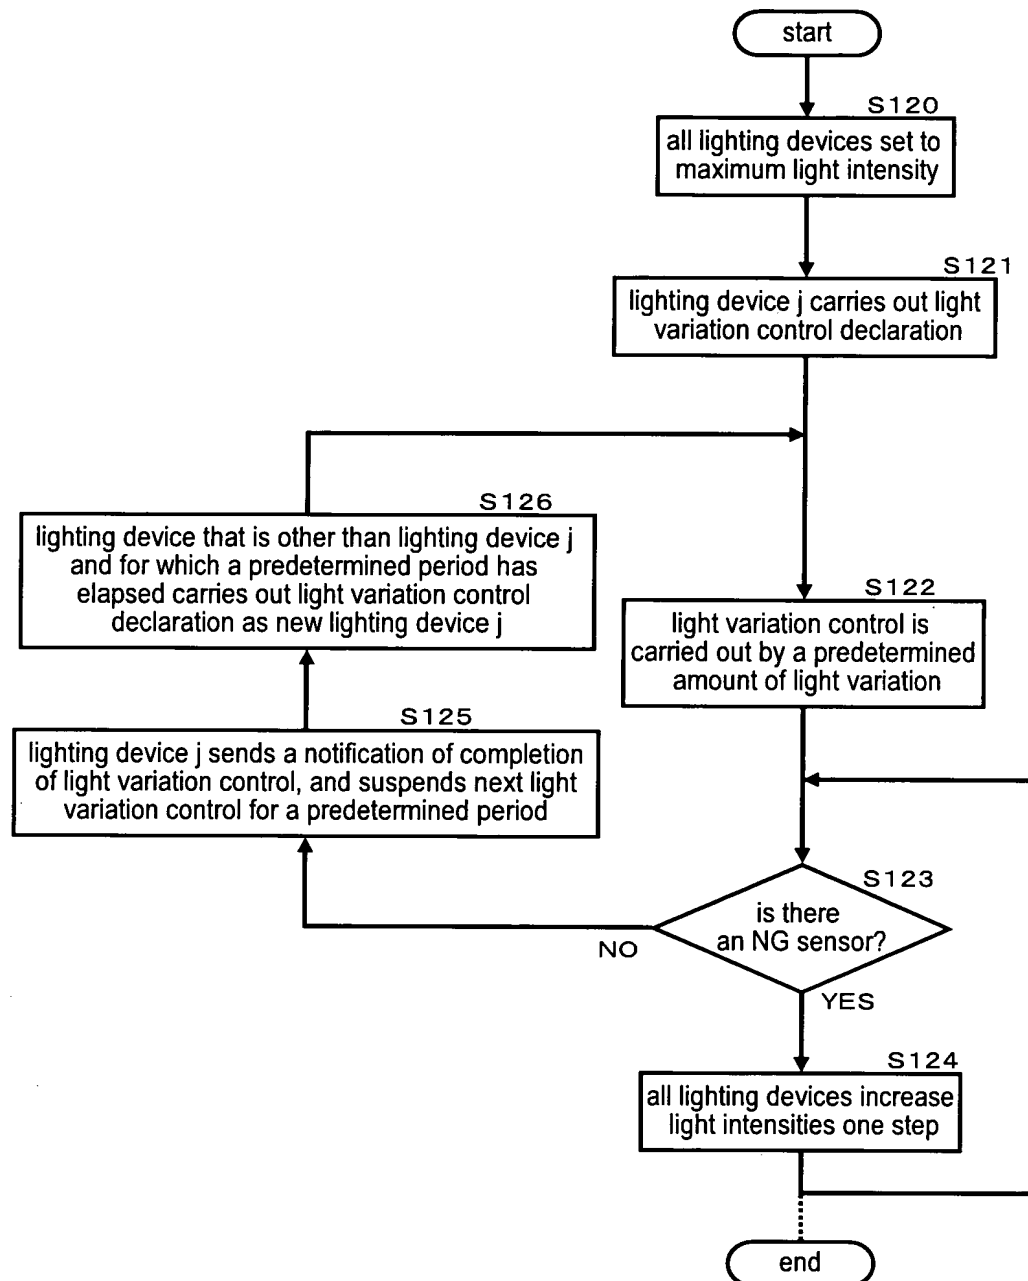 start
S120
all lighting devices set to
maximum light intensity
S121
lighting device j carries out light
variation control declaration
S126
lighting device that is other than lighting device j
and for which a predetermined period has
elapsed carries out light variation control
declaration as new lighting device j
S122
light variation control is
carried out by a predetermined
amount of light variation
S125
lighting device j sends a notification of completion
of light variation control, and suspends next light
variation control for a predetermined period
S123
is there
an NG sensor?
NO
YES
S124
all lighting devices increase
light intensities one step
end